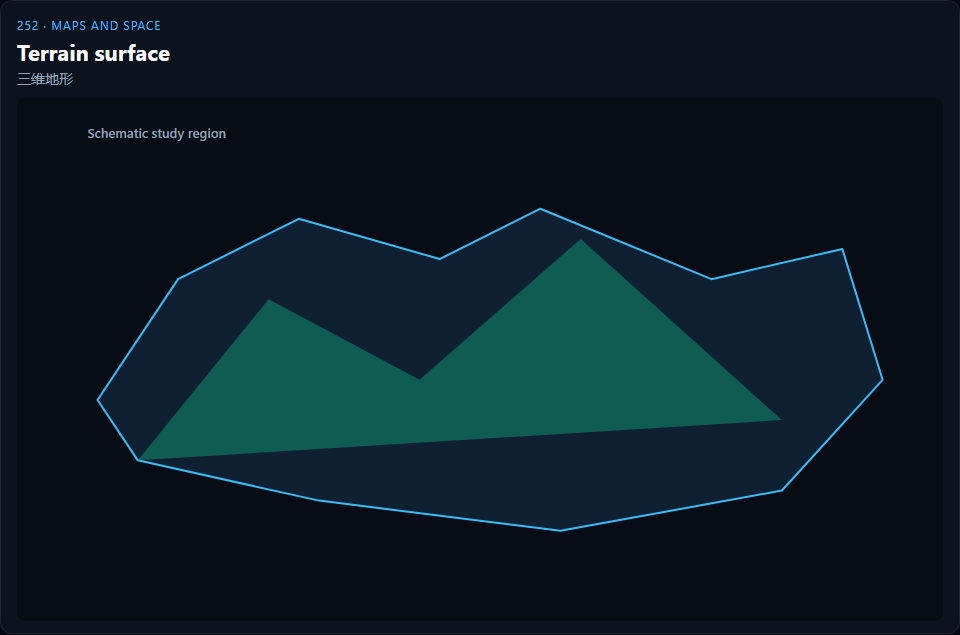 252 · MAPS AND SPACE
Terrain surface
三维地形
Schematic study region